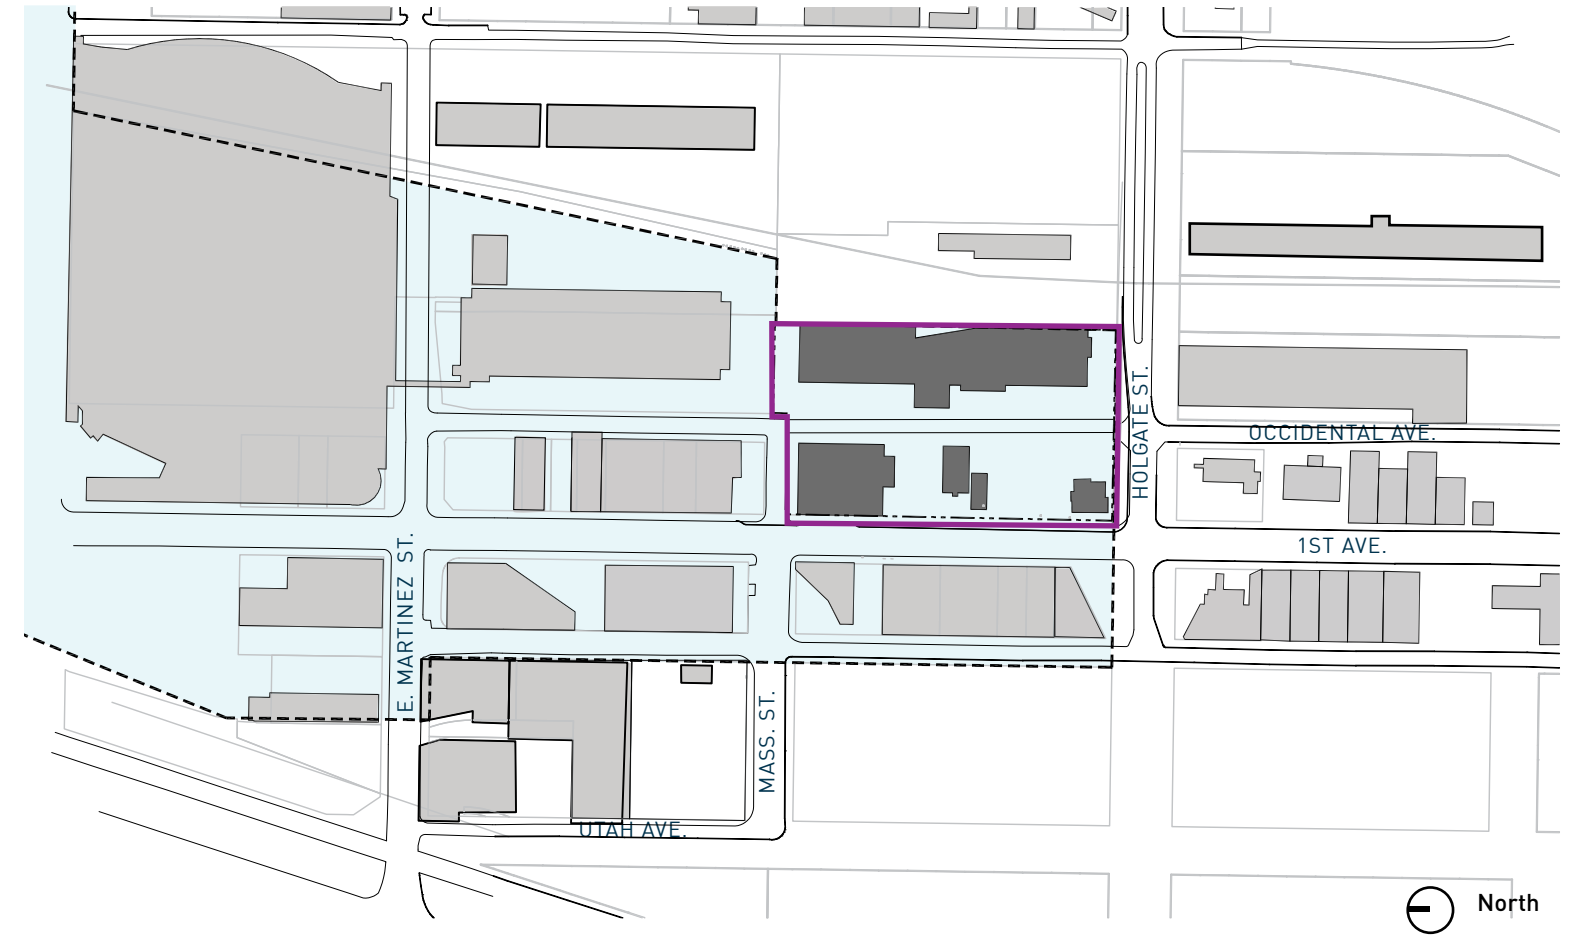 HOLGATE ST.
OCCIDENTAL AVE.
1ST AVE.
E. MARTINEZ ST.
MASS. ST.
UTAH AVE.
North